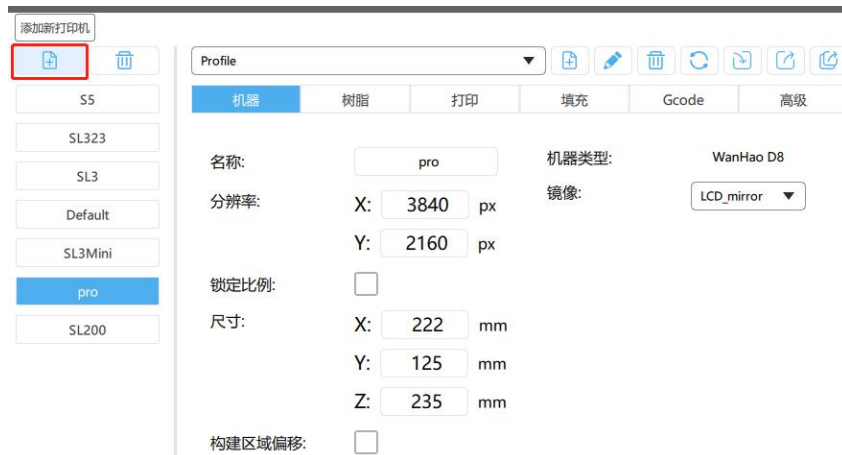 添加新打印机
Profile
S5
SL323
SL3
Default
SL3Mini
pro
SL200
机器 树脂 打印 填充 Gcode 高级
名称: pro 机器类型: WanHao D8
分辨率: X: 3840 px 镜像: LCD_mirror
Y: 2160 px
锁定比例:
尺寸: X: 222 mm
Y: 125 mm
Z: 235 mm
构建区域偏移: